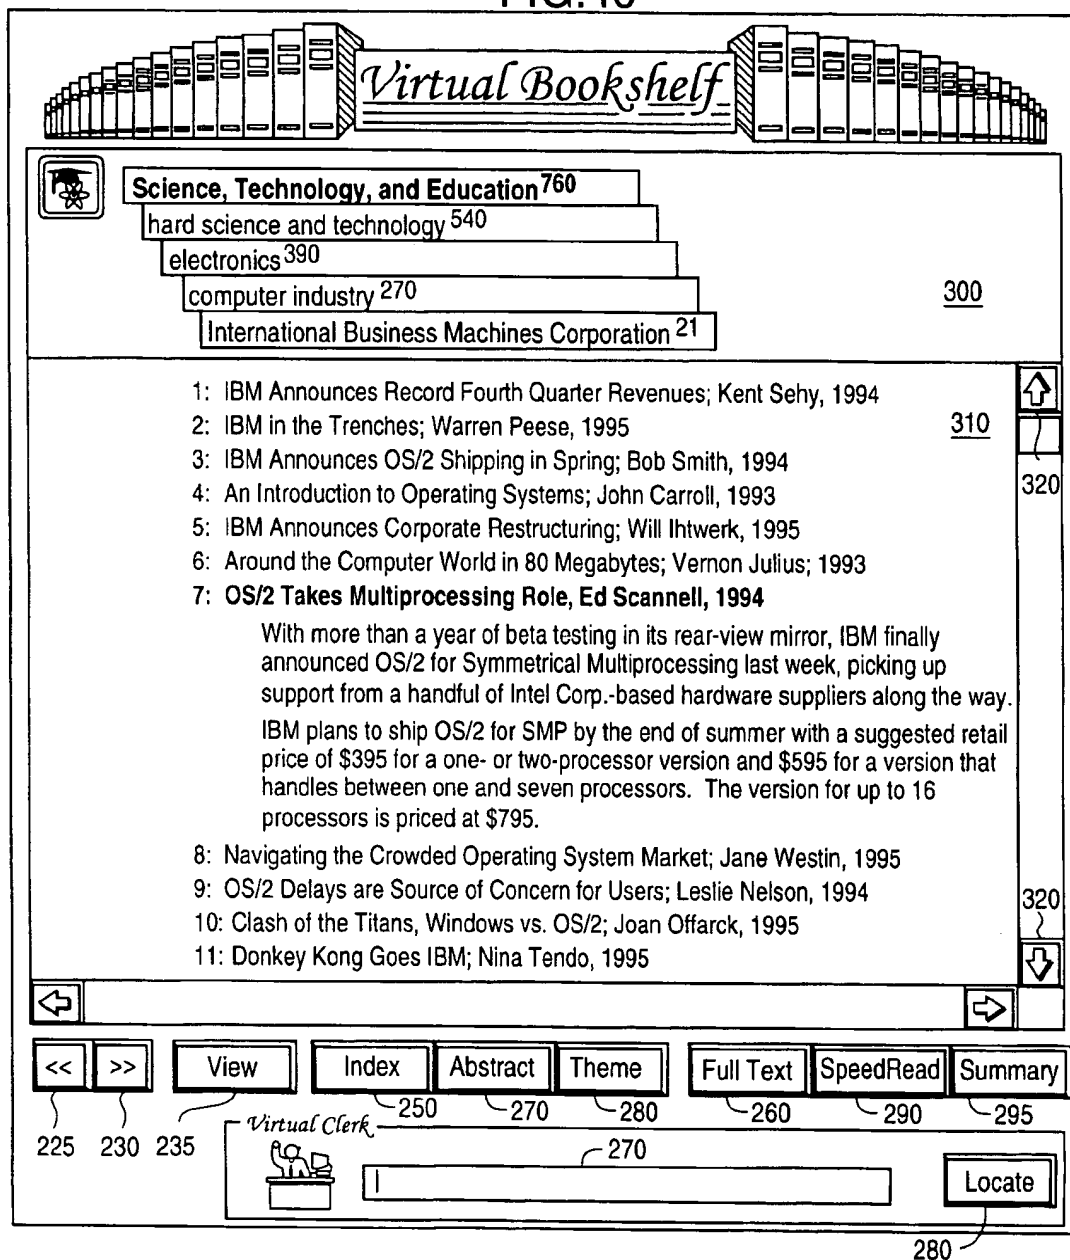 FIG.10
Virtual Bookshelf
Science, Technology, and Education 760
hard science and technology 540
electronics 390
computer industry 270
300
International Business Machines Corporation 21
1: IBM Announces Record Fourth Quarter Revenues; Kent Sehy, 1994
310
2: IBM in the Trenches; Warren Peese, 1995
3: IBM Announces OS/2 Shipping in Spring; Bob Smith, 1994
320
4: An Introduction to Operating Systems; John Carroll, 1993
5: IBM Announces Corporate Restructuring; Will Ihtwerk, 1995
6: Around the Computer World in 80 Megabytes; Vernon Julius; 1993
7: OS/2 Takes Multiprocessing Role, Ed Scannell, 1994
With more than a year of beta testing in its rear-view mirror, IBM finally
announced OS/2 for Symmetrical Multiprocessing last week, picking up
support from a handful of Intel Corp.-based hardware suppliers along the way.
IBM plans to ship OS/2 for SMP by the end of summer with a suggested retail
price of $395 for a one- or two-processor version and $595 for a version that
handles between one and seven processors. The version for up to 16
processors is priced at $795.
8: Navigating the Crowded Operating System Market; Jane Westin, 1995
9: OS/2 Delays are Source of Concern for Users; Leslie Nelson, 1994
320
10: Clash of the Titans, Windows vs. OS/2; Joan Offarck, 1995
11: Donkey Kong Goes IBM; Nina Tendo, 1995
<< >> View Index Abstract Theme Full Text SpeedRead Summary
225 230 235 250 270 280 260 290 295
Virtual Clerk
270
Locate
280